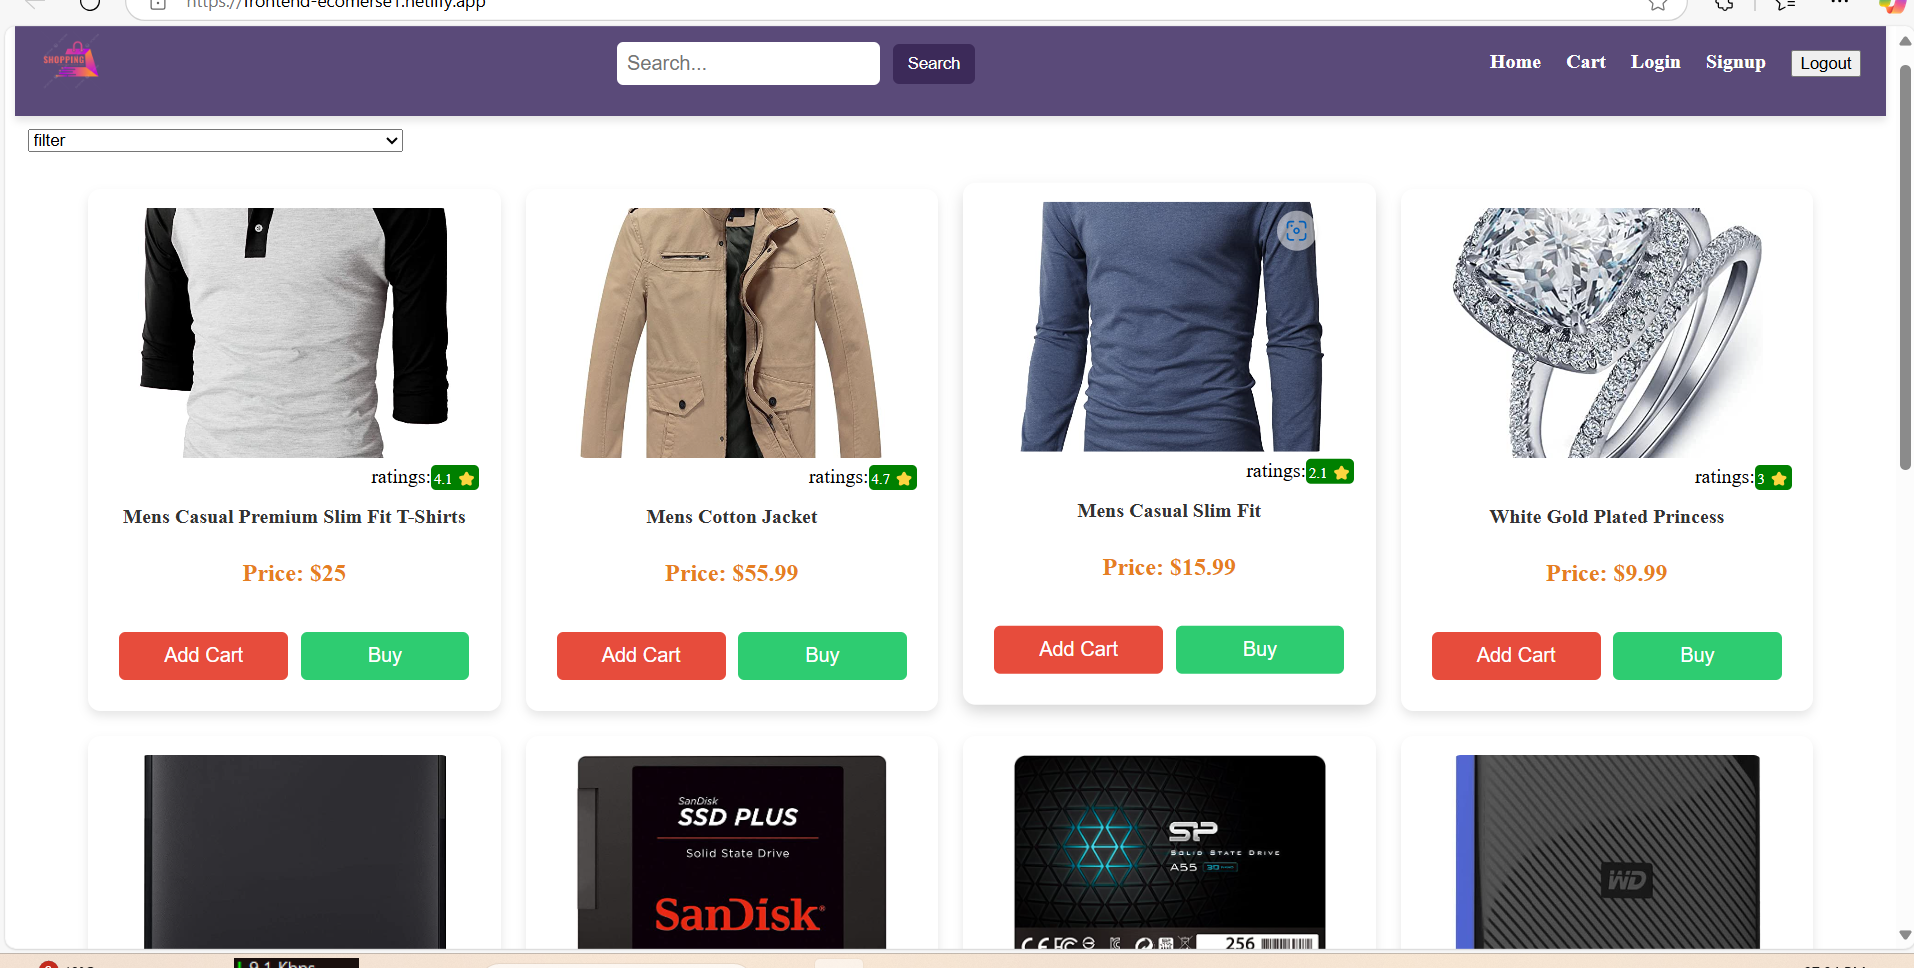 https://frontend-ecomerse1.netlify.app
SHOPPING
Search...
Search
Home
Cart
Login
Signup
Logout
filter
ratings:4.1
Mens Casual Premium Slim Fit T-Shirts
Price: $25
Add Cart
Buy
ratings:4.7
Mens Cotton Jacket
Price: $55.99
Add Cart
Buy
ratings:2.1
Mens Casual Slim Fit
Price: $15.99
Add Cart
Buy
ratings:3
White Gold Plated Princess
Price: $9.99
Add Cart
Buy
SanDisk
SSD PLUS
Solid State Drive
SanDisk
SP
SOLID STATE DRIVE
A55
256
WD
9.1 Kbps